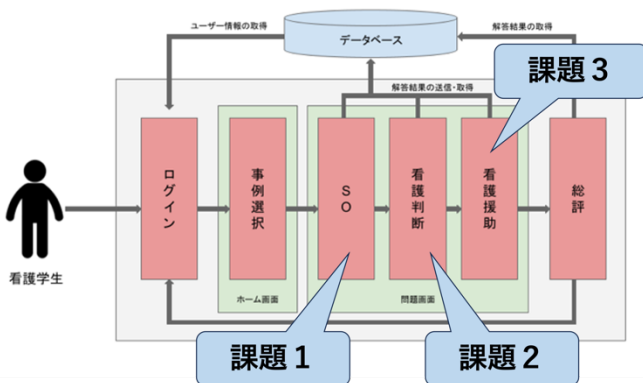 ユーザー情報の取得
解答結果の取得
データベース
課題３
解答結果の送信・取得
ログイン
事例選択
SO
看護判断
看護援助
総評
看護学生
ホーム画面
問題画面
課題１
課題２